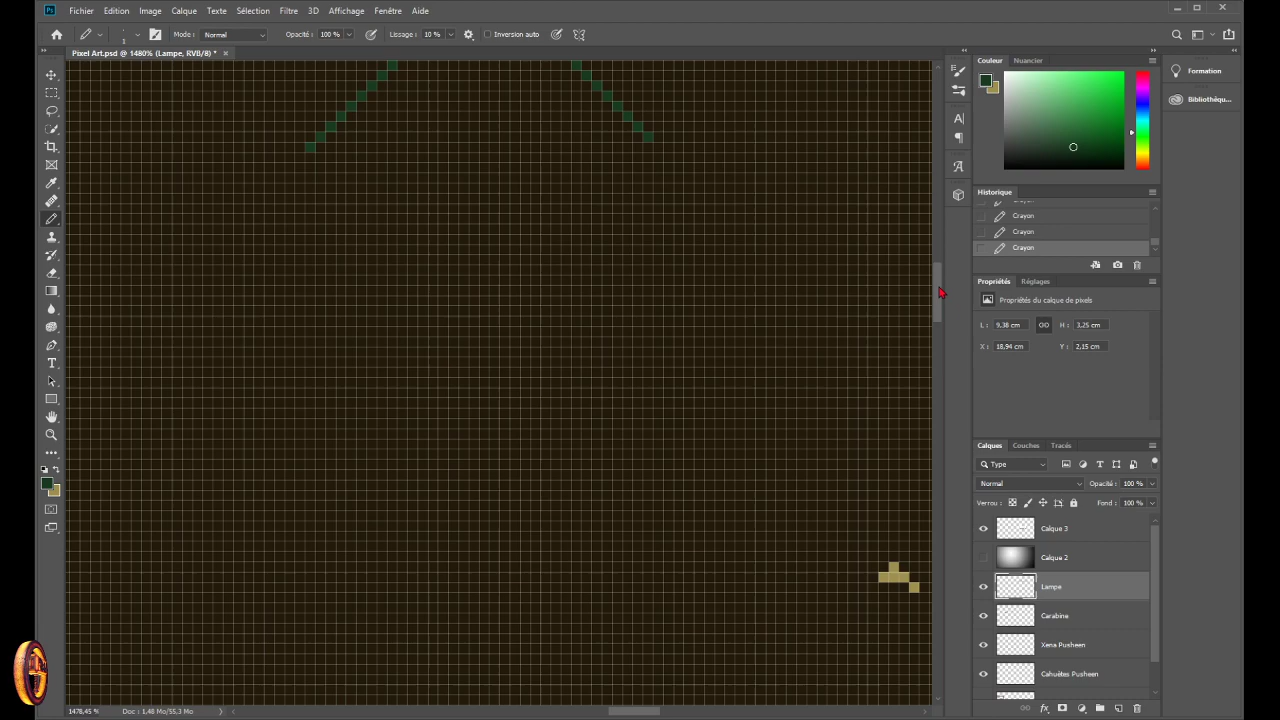 Ps Fichier Edition Image Calque Texte Sélection Filtre 3D Affichage Fenêtre Aide
1 Mode : Normal Opacité : 100 % Lissage : 10 % Inversion auto
Pixel Art.psd @ 1480% (Lampe, RVB/8) * ×
Couleur Nuancier
Formation
Bibliothèqu...
Historique
Crayon
Crayon
Crayon
Propriétés Réglages
Propriétés du calque de pixels
L : 9,38 cm H : 3,25 cm
X : 18,94 cm Y : 2,15 cm
Calques Couches Tracés
Type
Normal Opacité : 100 %
Verrou : Fond : 100 %
Calque 3
Calque 2
Lampe
Carabine
Xena Pusheen
Cahuètes Pusheen
1478,45 % Doc : 1,48 Mo/55,3 Mo